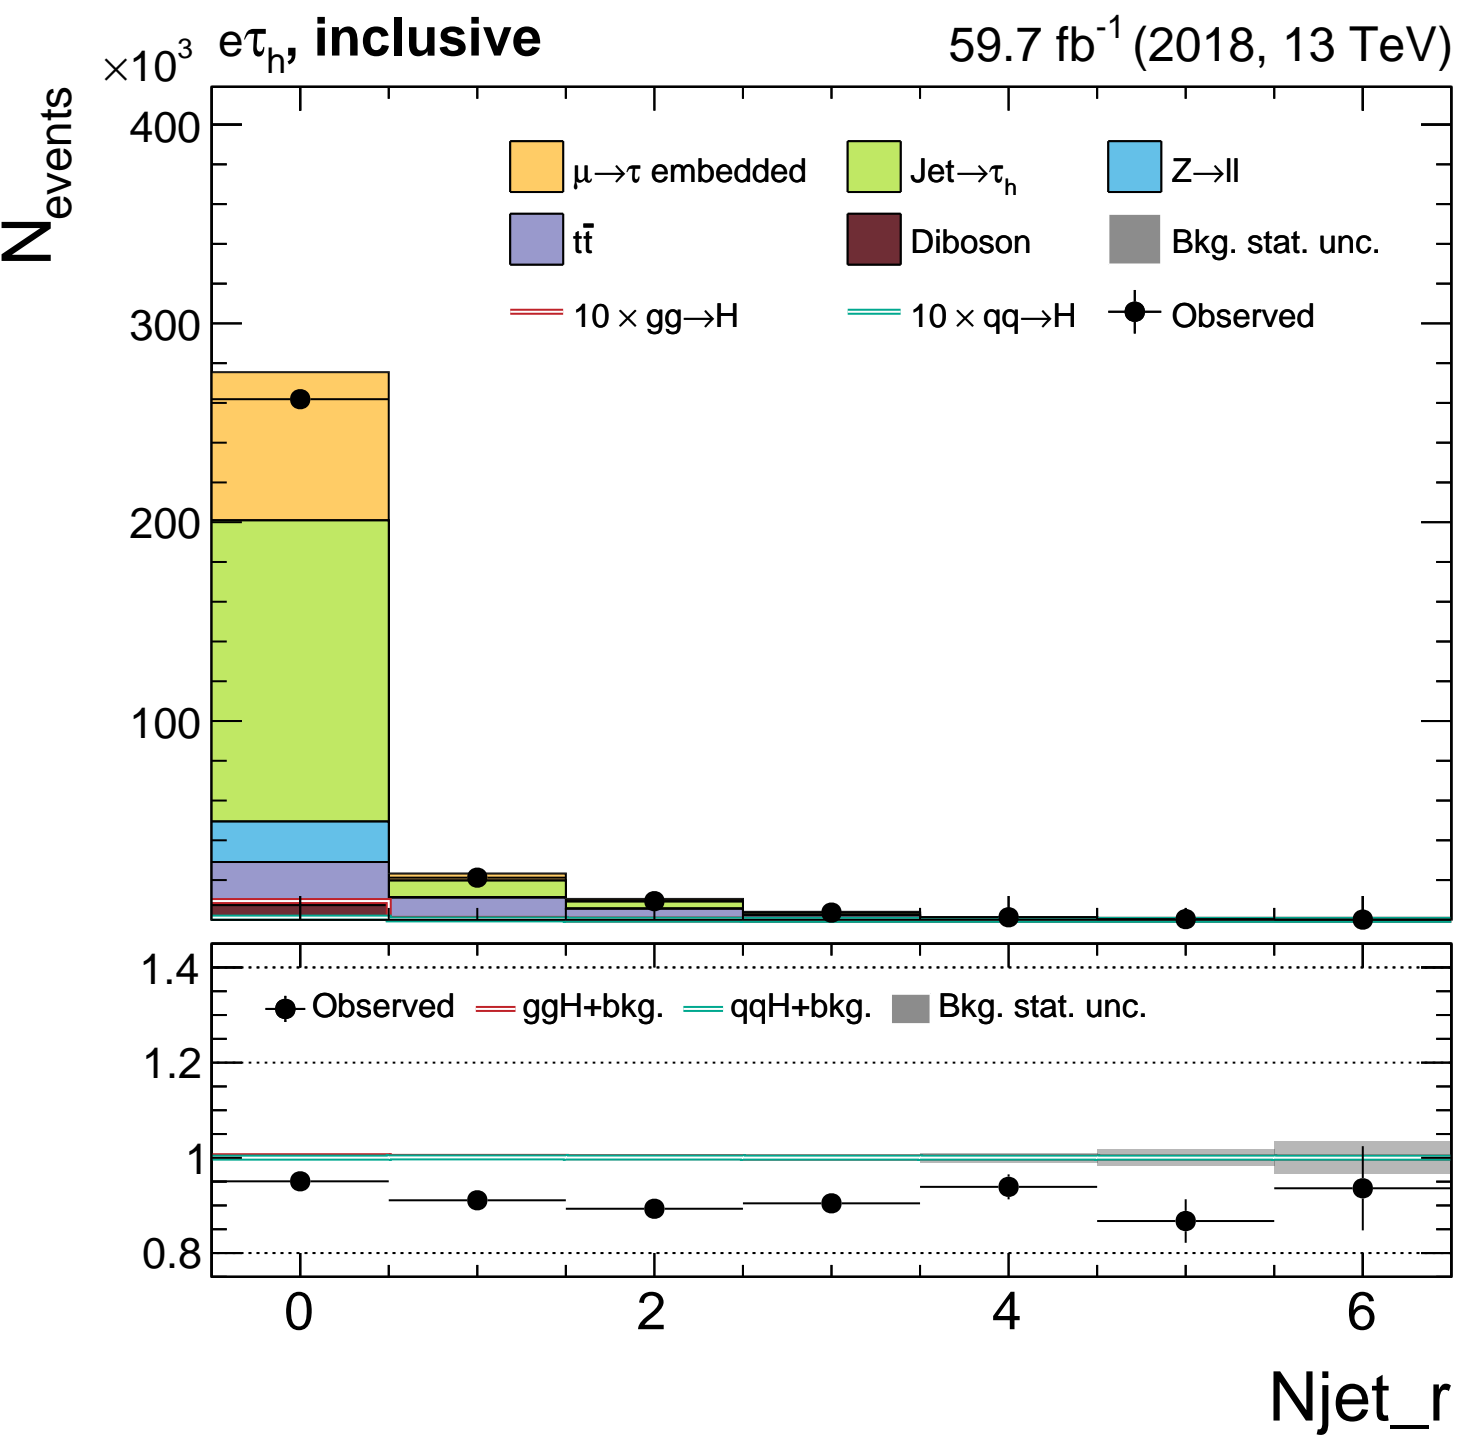 ×10³ eτh, inclusive 59.7 fb⁻¹ (2018, 13 TeV)
Nevents
400
300
200
100
μ→τ embedded Jet→τh Z→ll
tt̄ Diboson Bkg. stat. unc.
10 × gg→H 10 × qq→H Observed
1.4
1.2
1
0.8
Observed ggH+bkg. qqH+bkg. Bkg. stat. unc.
0 2 4 6
Njet_r